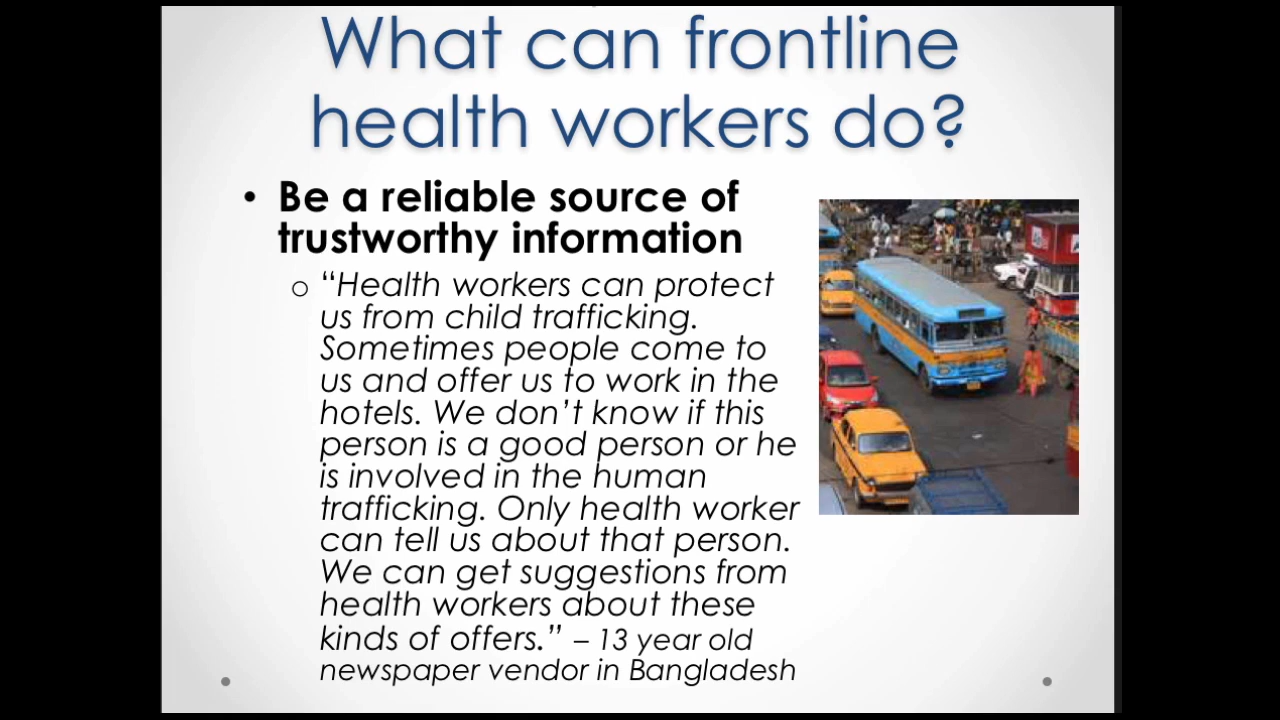 What can frontline
health workers do?
• Be a reliable source of
trustworthy information
o “Health workers can protect
us from child trafficking.
Sometimes people come to
us and offer us to work in the
hotels. We don’t know if this
person is a good person or he
is involved in the human
trafficking. Only health worker
can tell us about that person.
We can get suggestions from
health workers about these
kinds of offers.” – 13 year old
newspaper vendor in Bangladesh